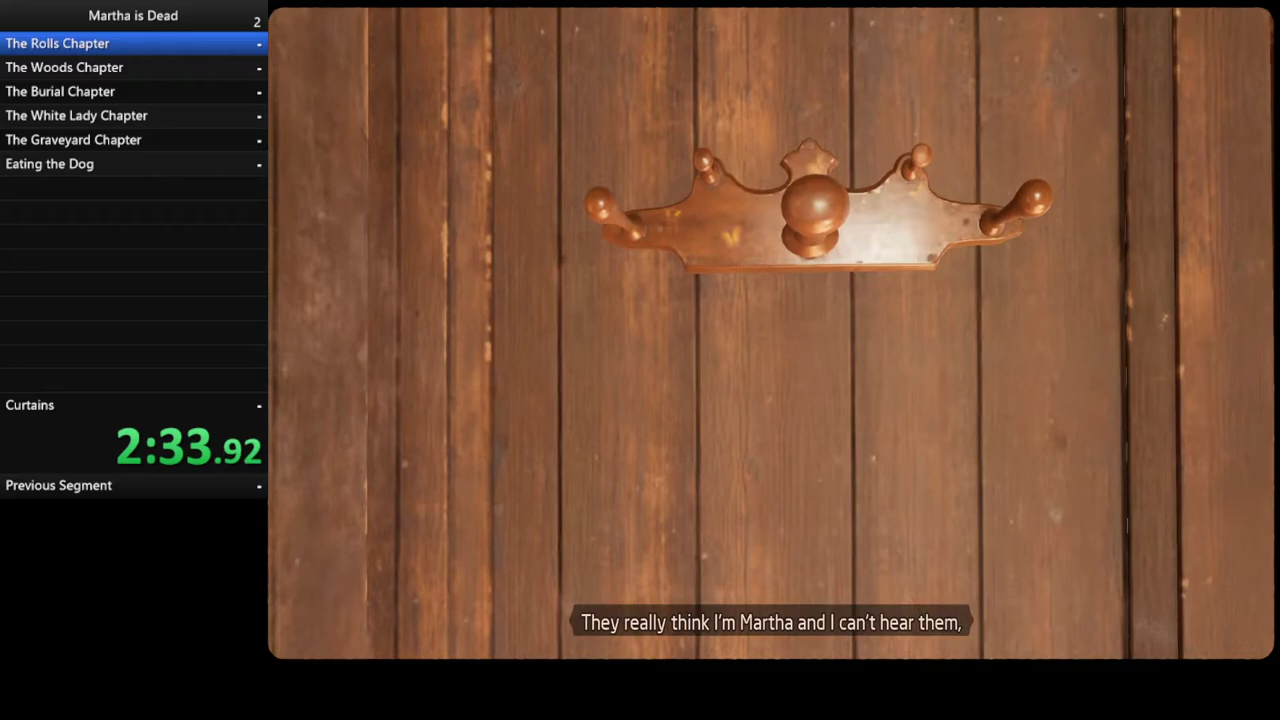 Martha is Dead
2
The Rolls Chapter -
The Woods Chapter -
The Burial Chapter -
The White Lady Chapter -
The Graveyard Chapter -
Eating the Dog -
Curtains -
2:33.92
Previous Segment -
They really think I'm Martha and I can't hear them,